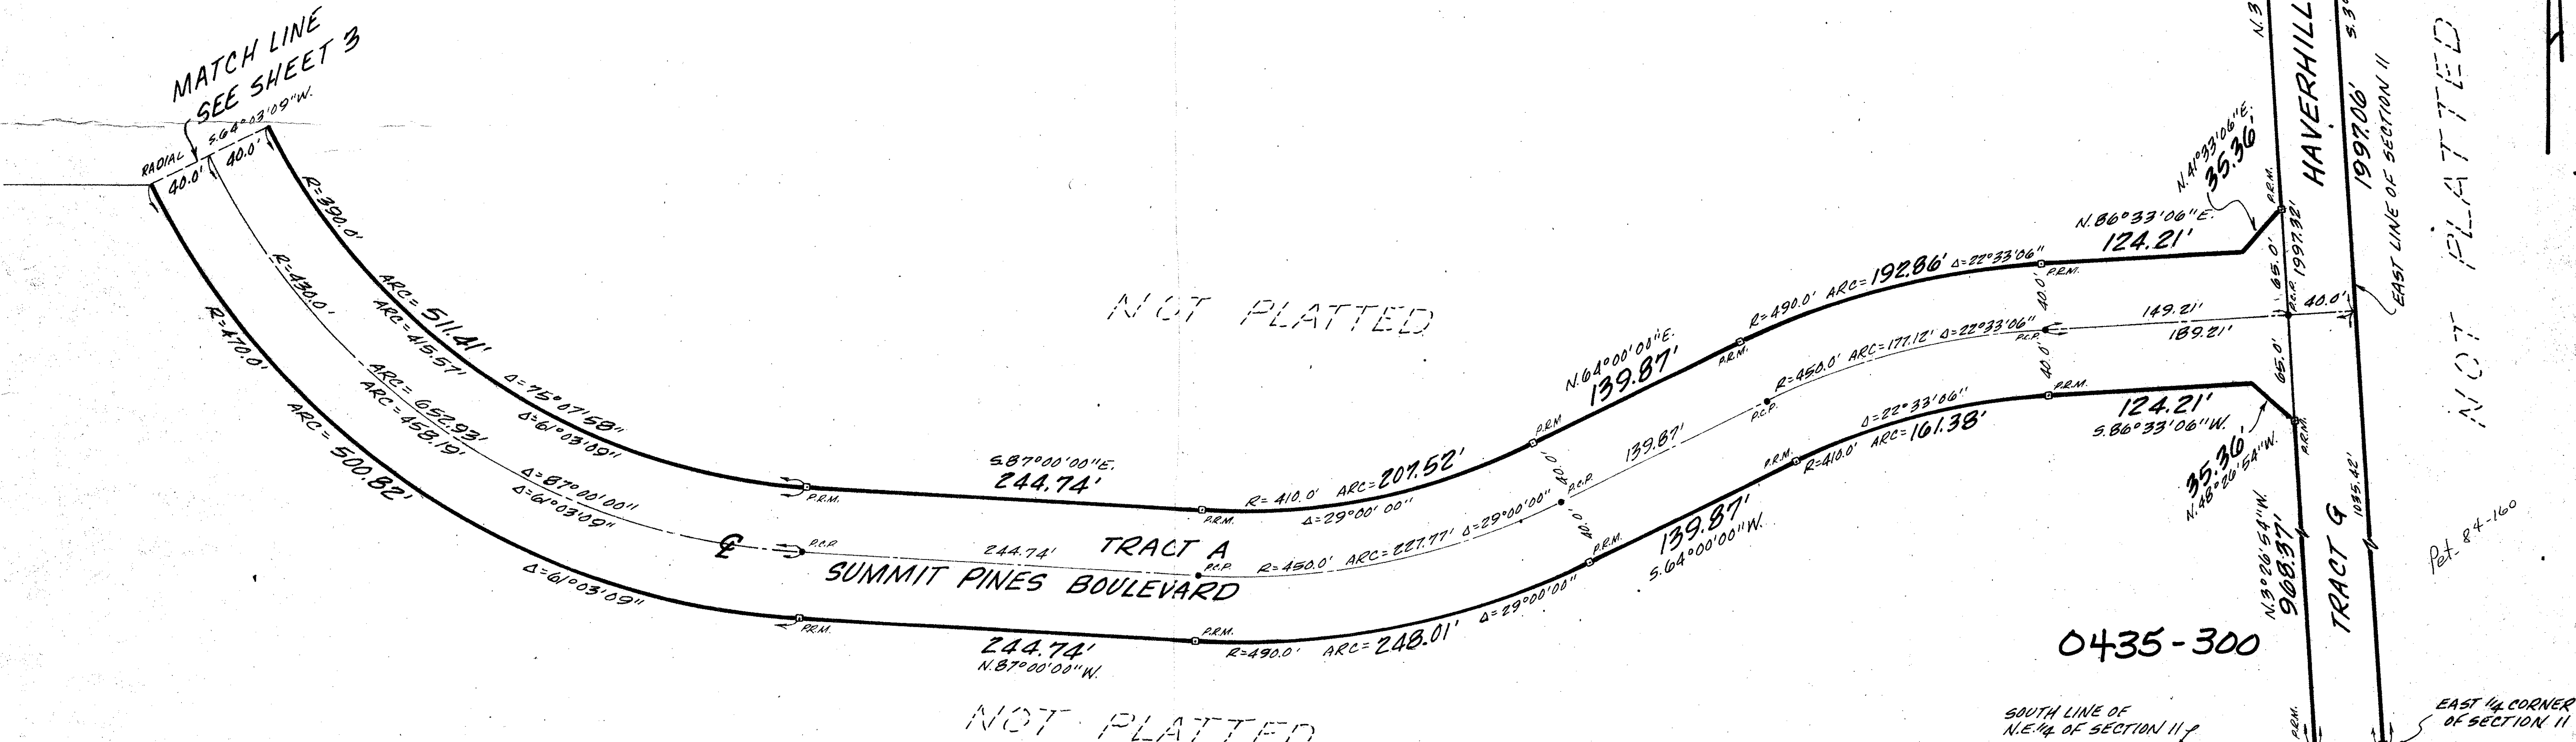 MATCH LINE
SEE SHEET 3
S.64°03'09"W.
RADIAL
40.0'
40.0'
R=390.0'
R=430.0'
R=470.0'
ARC= 511.41'
ARC= 415.57'
Δ=75°07'58"
Δ=61°03'09"
ARC= 652.93'
ARC= 458.19'
Δ=87°00'00"
Δ=61°03'09"
ARC= 500.82'
Δ=61°03'09"
P.R.M.
P.C.P.
P.R.M.
S.87°00'00"E.
244.74'
244.74'
TRACT A
SUMMIT PINES BOULEVARD
244.74'
N.87°00'00"W.
P.R.M.
P.C.P.
P.R.M.
NOT PLATTED
NOT PLATTED
R=410.0' ARC=207.52'
Δ=29°00'00"
R=450.0' ARC=227.77' Δ=29°00'00"
R=490.0' ARC=248.01' Δ=29°00'00"
P.R.M.
40.0'
P.C.P.
40.0'
P.R.M.
N.64°00'00"E.
139.87'
139.87'
139.87'
S.64°00'00"W.
P.R.M.
P.C.P.
P.R.M.
R=490.0' ARC=192.86' Δ=22°33'06"
R=450.0' ARC=177.12' Δ=22°33'06"
Δ=22°33'06"
R=410.0' ARC=161.38'
P.R.M.
40.0'
P.C.P.
40.0'
P.R.M.
N.86°33'06"E.
124.21'
149.21'
189.21'
124.21'
S.86°33'06"W.
N.41°33'06"E.
35.36'
35.36'
N.48°26'54"W.
P.R.M.
65.0'
P.C.P. 1997.32'
65.0'
40.0'
P.R.M.
N.3
HAVERHILL
S.3°
1997.06'
EAST LINE OF SECTION 11
NOT PLATTED
N.3°26'54"W.
968.37'
TRACT G
1035.42'
Pet. 84-160
0435-300
SOUTH LINE OF
N.E.1/4 OF SECTION 11
P.R.M.
EAST 1/4 CORNER
OF SECTION 11